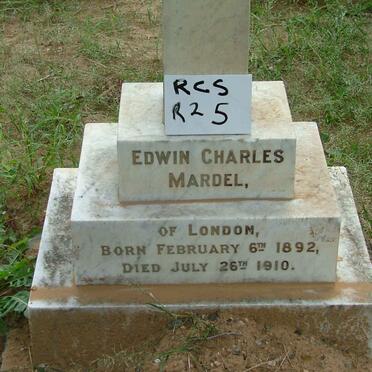 RCS
R25
EDWIN CHARLES
MARDEL,
OF LONDON,
BORN FEBRUARY 6TH 1892,
DIED JULY 26TH 1910.